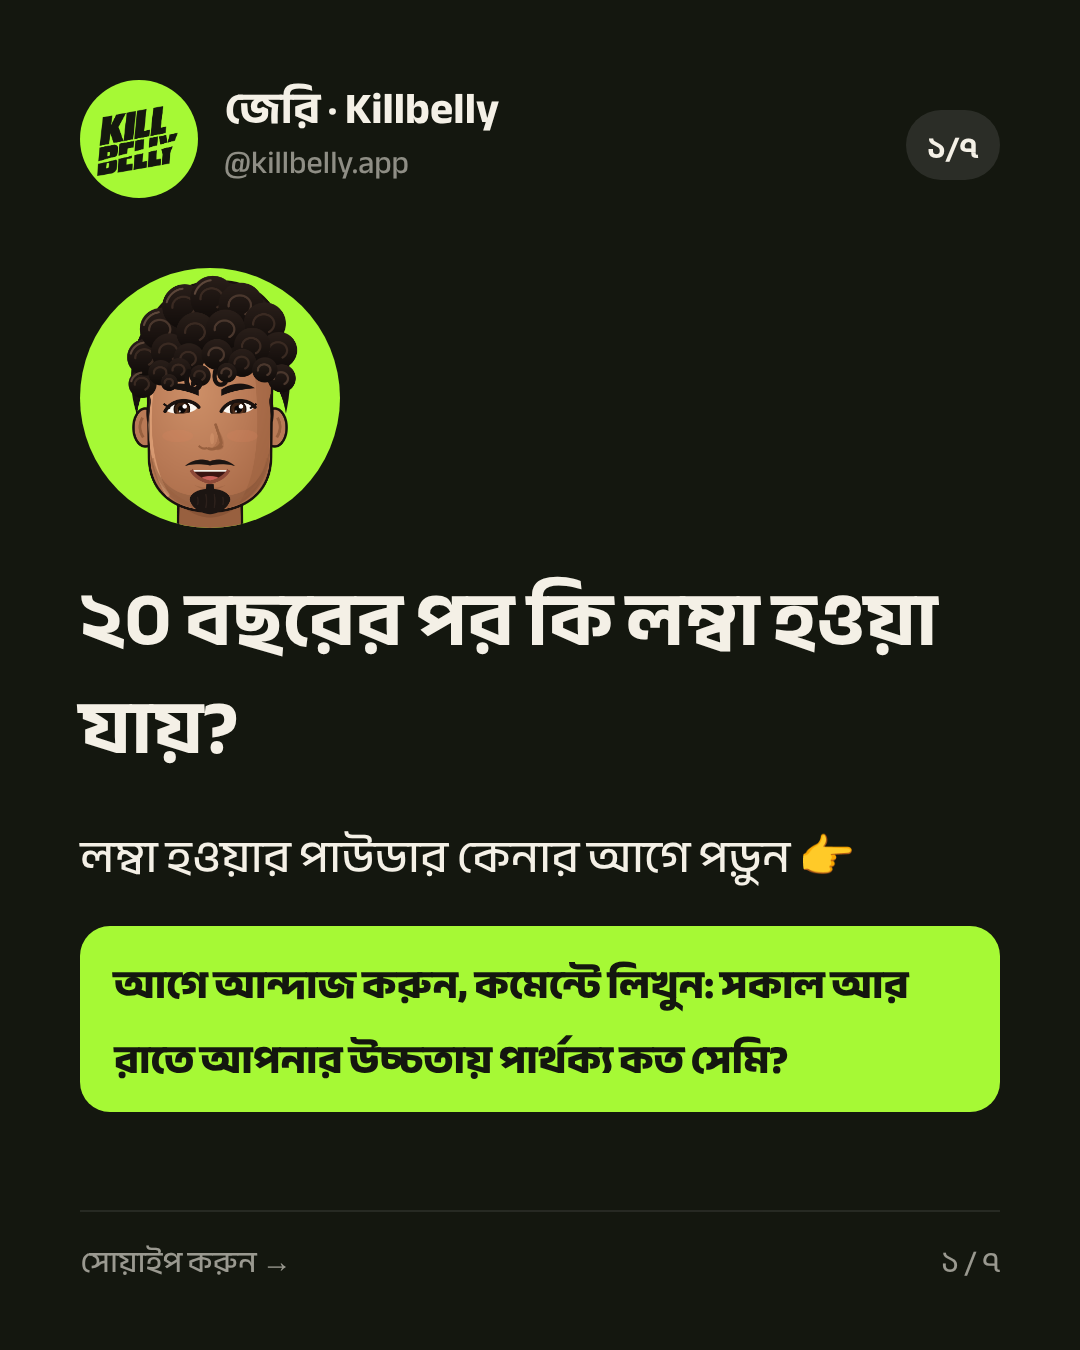 KILL
BELLY
BELLY
জেরি · Killbelly
@killbelly.app
১/৭
২০ বছরের পর কি লম্বা হওয়া
যায়?
লম্বা হওয়ার পাউডার কেনার আগে পড়ুন 👉
আগে আন্দাজ করুন, কমেন্টে লিখুন: সকাল আর
রাতে আপনার উচ্চতায় পার্থক্য কত সেমি?
সোয়াইপ করুন →
১ / ৭